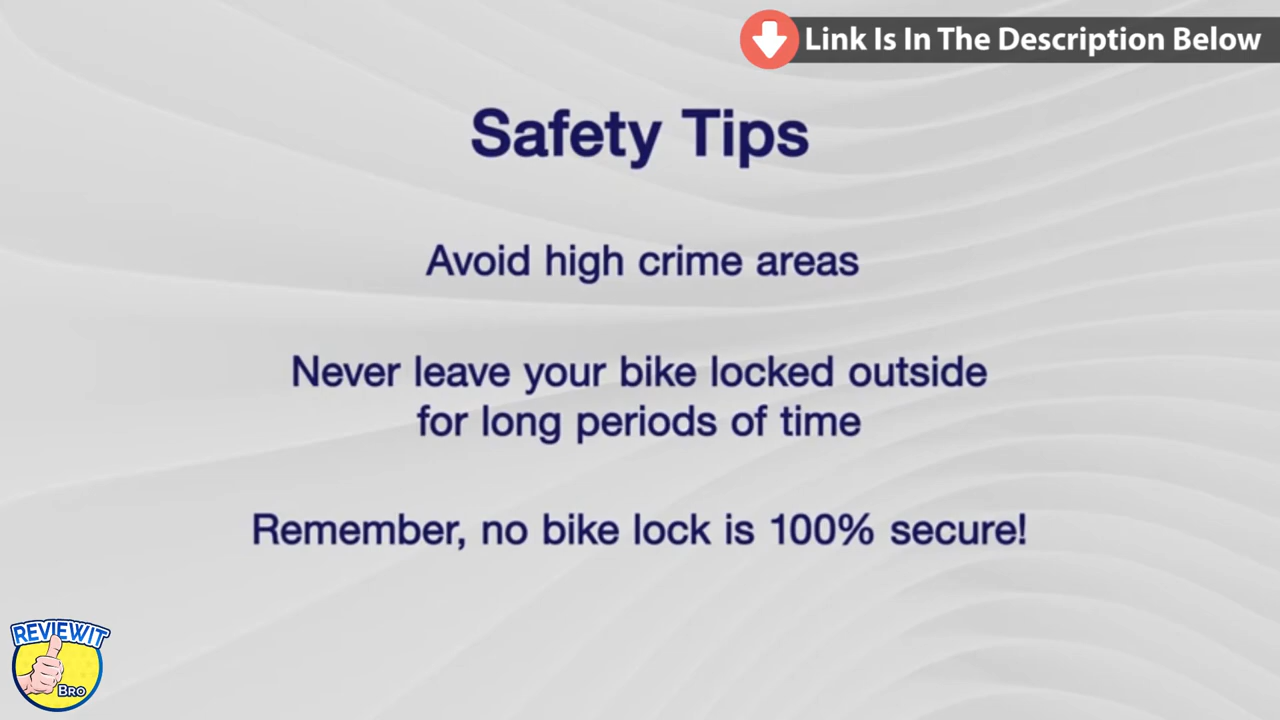 Link Is In The Description Below
Safety Tips
Avoid high crime areas
Never leave your bike locked outside
for long periods of time
Remember, no bike lock is 100% secure!
REVIEWIT
BRO